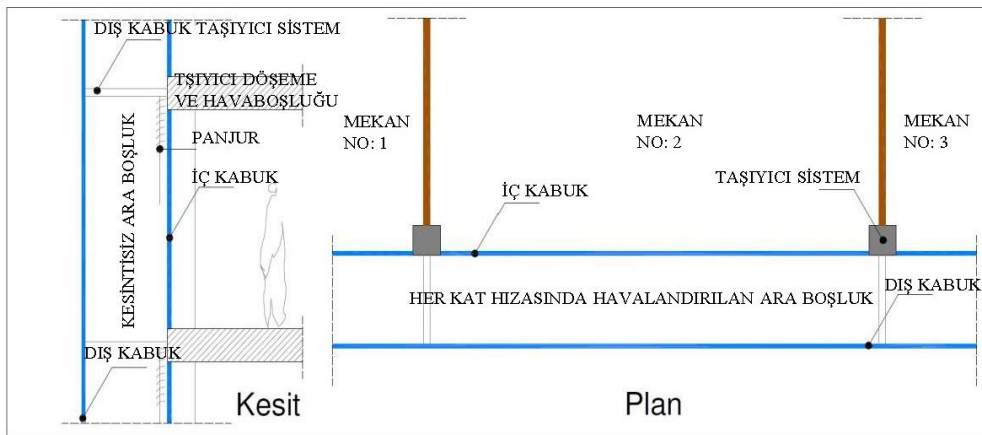 DIŞ KABUK TAŞIYICI SİSTEM
TŞIYICI DÖŞEME
VE HAVABOŞLUĞU
PANJUR
İÇ KABUK
KESİNTİSİZ ARA BOŞLUK
DIŞ KABUK
Kesit
MEKAN
NO: 1
MEKAN
NO: 2
MEKAN
NO: 3
TAŞIYICI SİSTEM
İÇ KABUK
DIŞ KABUK
HER KAT HIZASINDA HAVALANDIRILAN ARA BOŞLUK
Plan